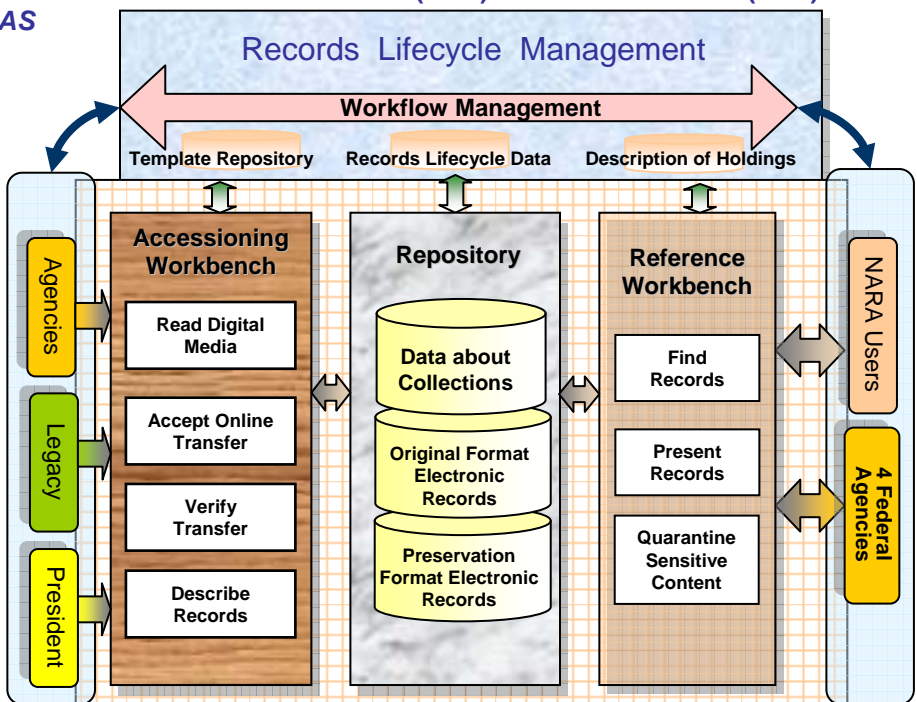 AS
Records Lifecycle Management
Workflow Management
Template Repository
Records Lifecycle Data
Description of Holdings
Agencies
Legacy
President
Accessioning
Workbench
Read Digital
Media
Accept Online
Transfer
Verify
Transfer
Describe
Records
Repository
Data about
Collections
Original Format
Electronic
Records
Preservation
Format Electronic
Records
Reference
Workbench
Find
Records
Present
Records
Quarantine
Sensitive
Content
NARA Users
4 Federal
Agencies